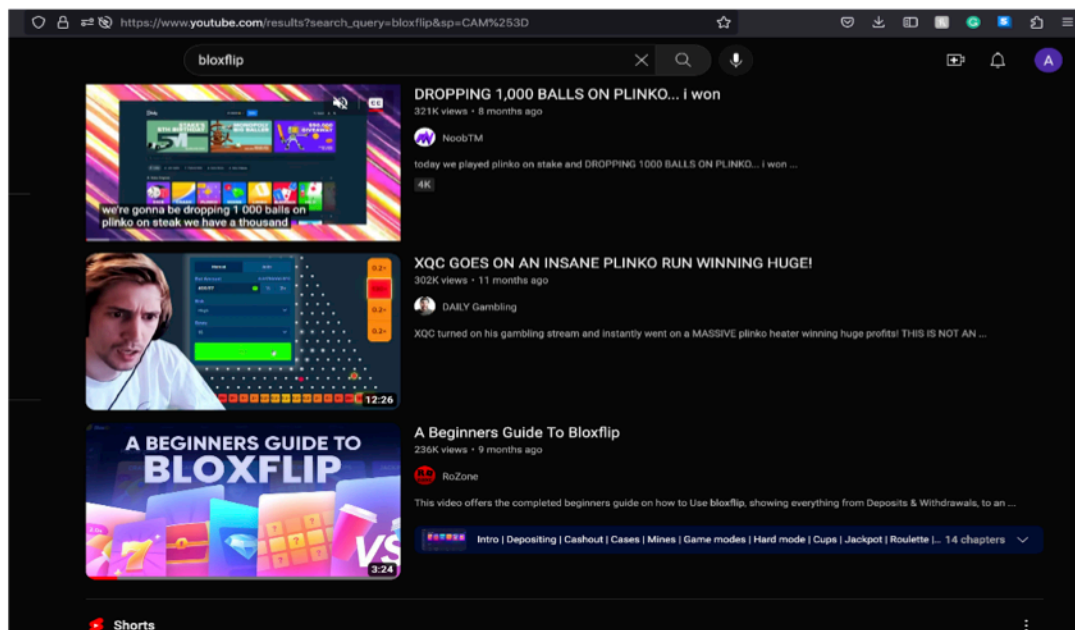 https://www.youtube.com/results?search_query=bloxflip&sp=CAM%253D
bloxflip
A
CC
we're gonna be dropping 1 000 balls on
plinko on steak we have a thousand
DROPPING 1,000 BALLS ON PLINKO... i won
321K views • 8 months ago
NoobTM
today we played plinko on stake and DROPPING 1000 BALLS ON PLINKO... i won ...
4K
12:26
XQC GOES ON AN INSANE PLINKO RUN WINNING HUGE!
302K views • 11 months ago
DAILY Gambling
XQC turned on his gambling stream and instantly went on a MASSIVE plinko heater winning huge profits! THIS IS NOT AN ...
A BEGINNERS GUIDE TO
BLOXFLIP
VS
3:24
A Beginners Guide To Bloxflip
236K views • 9 months ago
RoZone
This video offers the completed beginners guide on how to Use bloxflip, showing everything from Deposits & Withdrawals, to an ...
Intro | Depositing | Cashout | Cases | Mines | Game modes | Hard mode | Cups | Jackpot | Roulette |... 14 chapters
Shorts